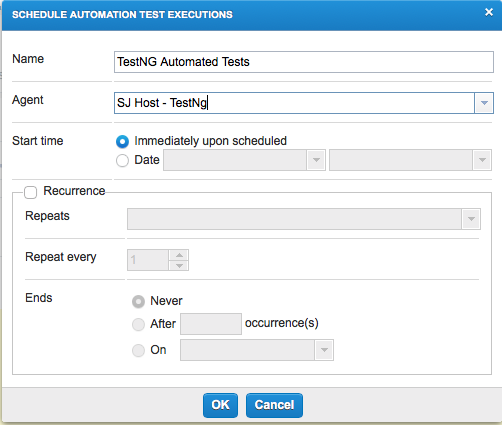 SCHEDULE AUTOMATION TEST EXECUTIONS
Name TestNG Automated Tests
Agent SJ Host - TestNg
Start time Immediately upon scheduled
Date
Recurrence
Repeats
Repeat every 1
Ends Never
After occurrence(s)
On
OK Cancel